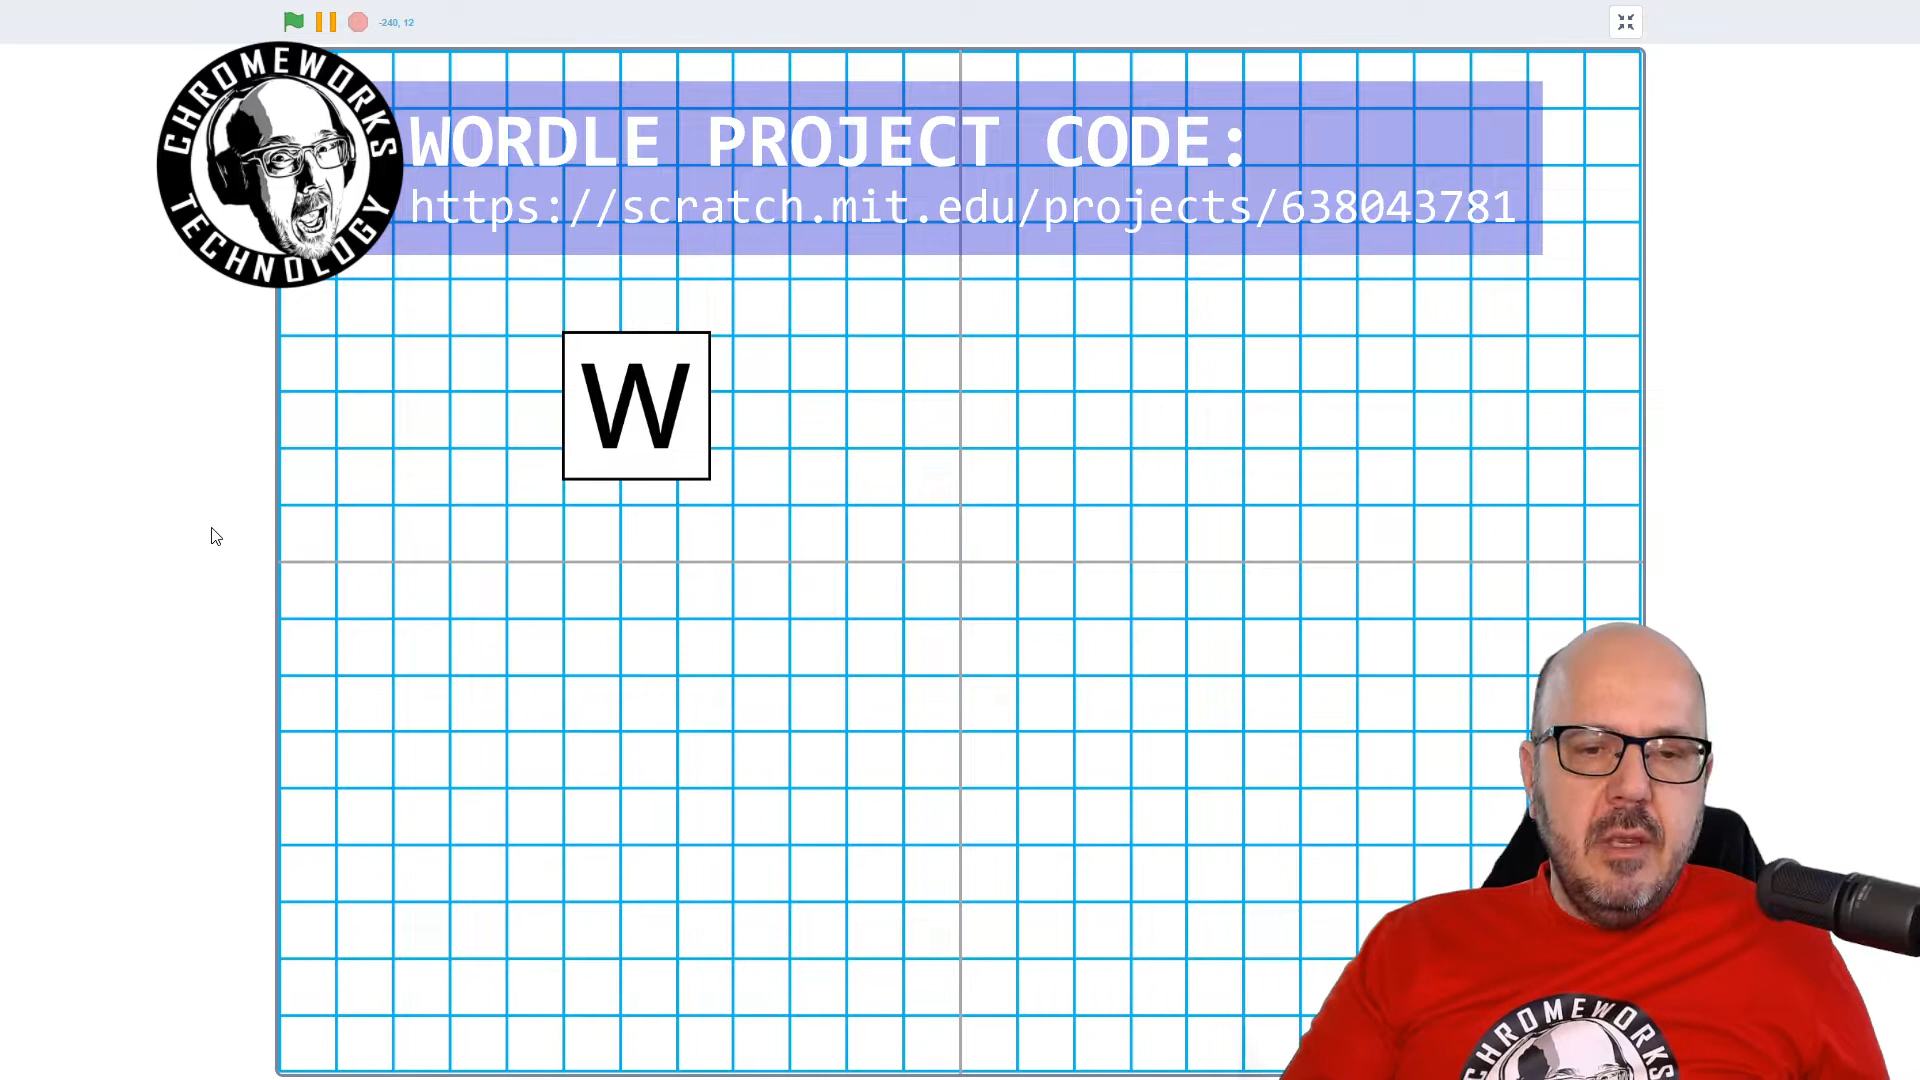 -240, 12
CHROMEWORKS
TECHNOLOGY
WORDLE PROJECT CODE:
https://scratch.mit.edu/projects/638043781
W
CHROMEWORKS